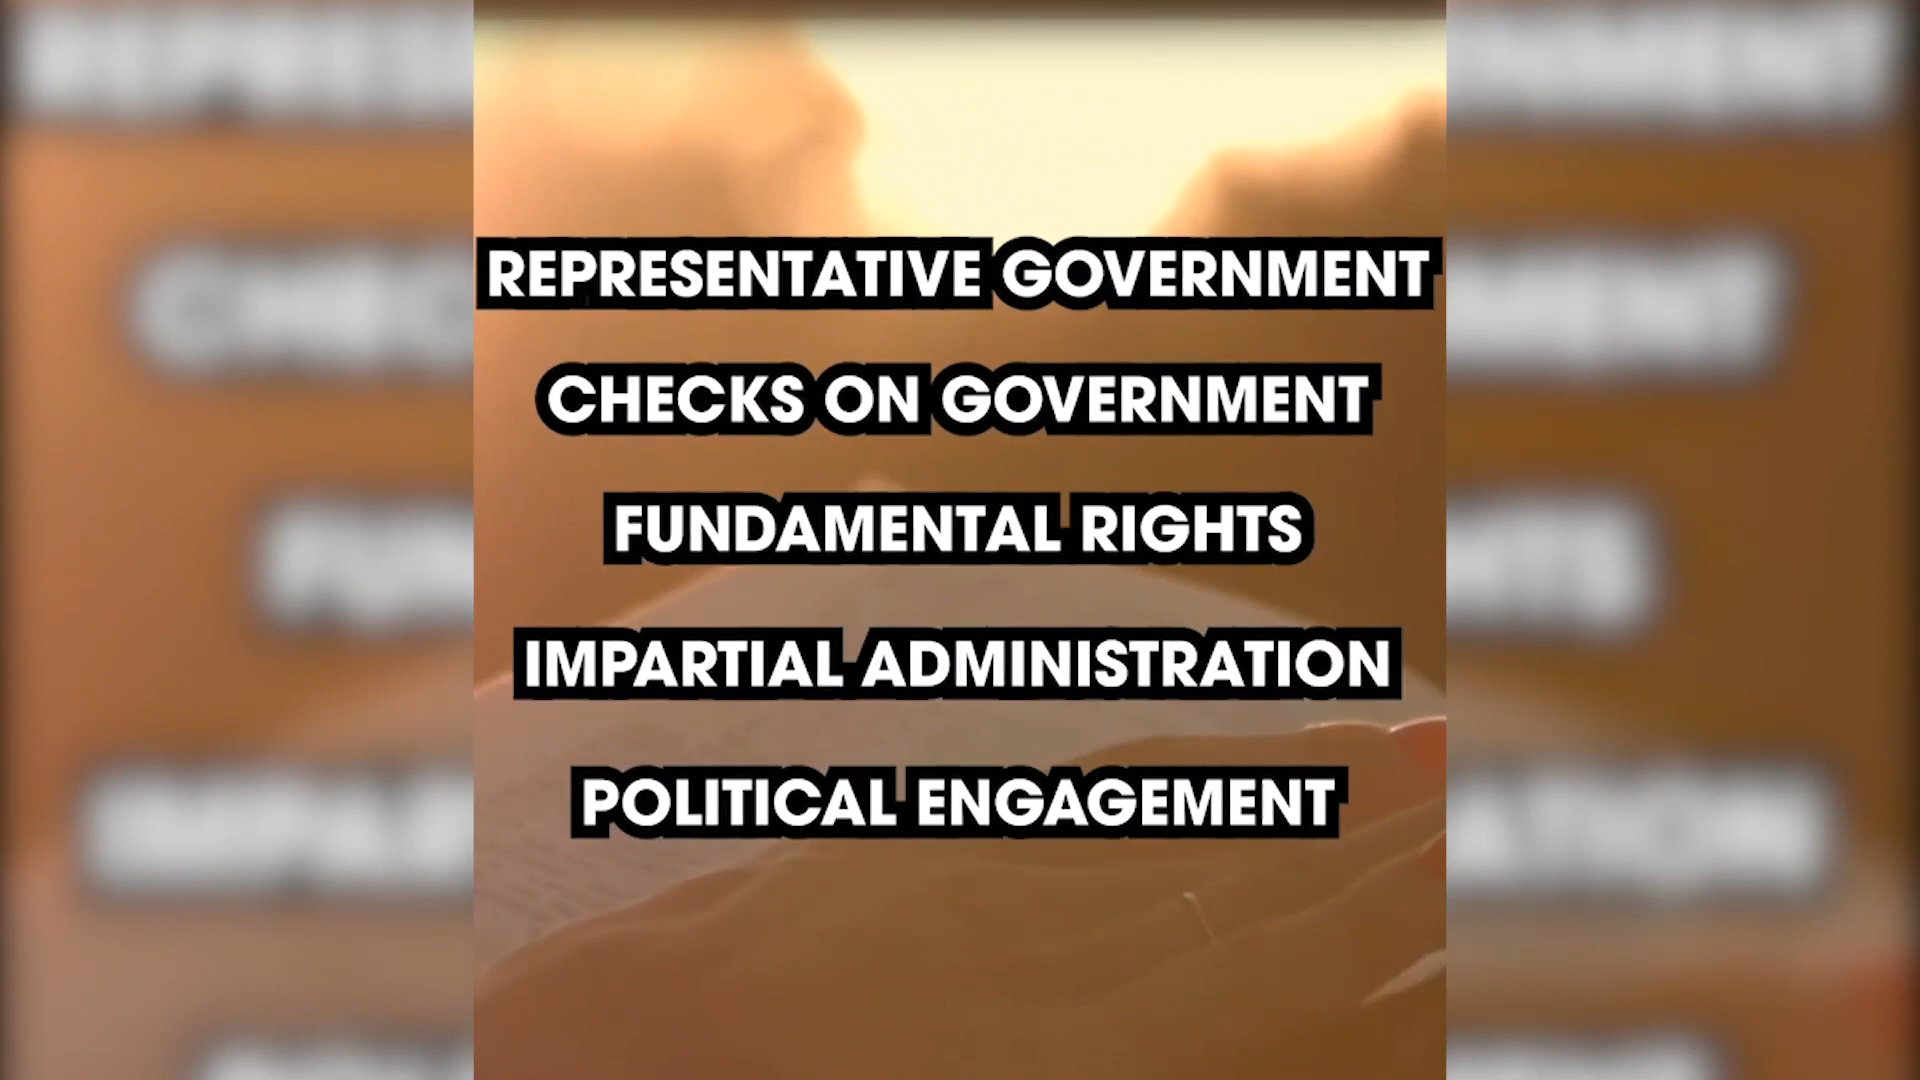 REPRESENTATIVE GOVERNMENT
CHECKS ON GOVERNMENT
FUNDAMENTAL RIGHTS
IMPARTIAL ADMINISTRATION
POLITICAL ENGAGEMENT